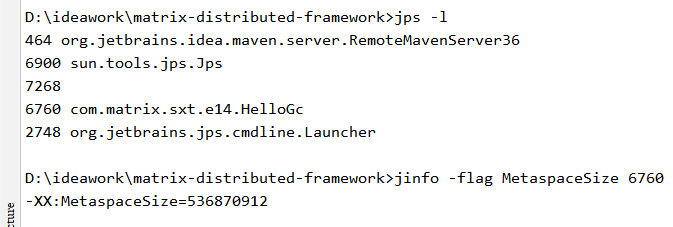 D:\ideawork\matrix-distributed-framework>jps -l
464 org.jetbrains.idea.maven.server.RemoteMavenServer36
6900 sun.tools.jps.Jps
7268
6760 com.matrix.sxt.e14.HelloGc
2748 org.jetbrains.jps.cmdline.Launcher
D:\ideawork\matrix-distributed-framework>jinfo -flag MetaspaceSize 6760
-XX:MetaspaceSize=536870912
cture